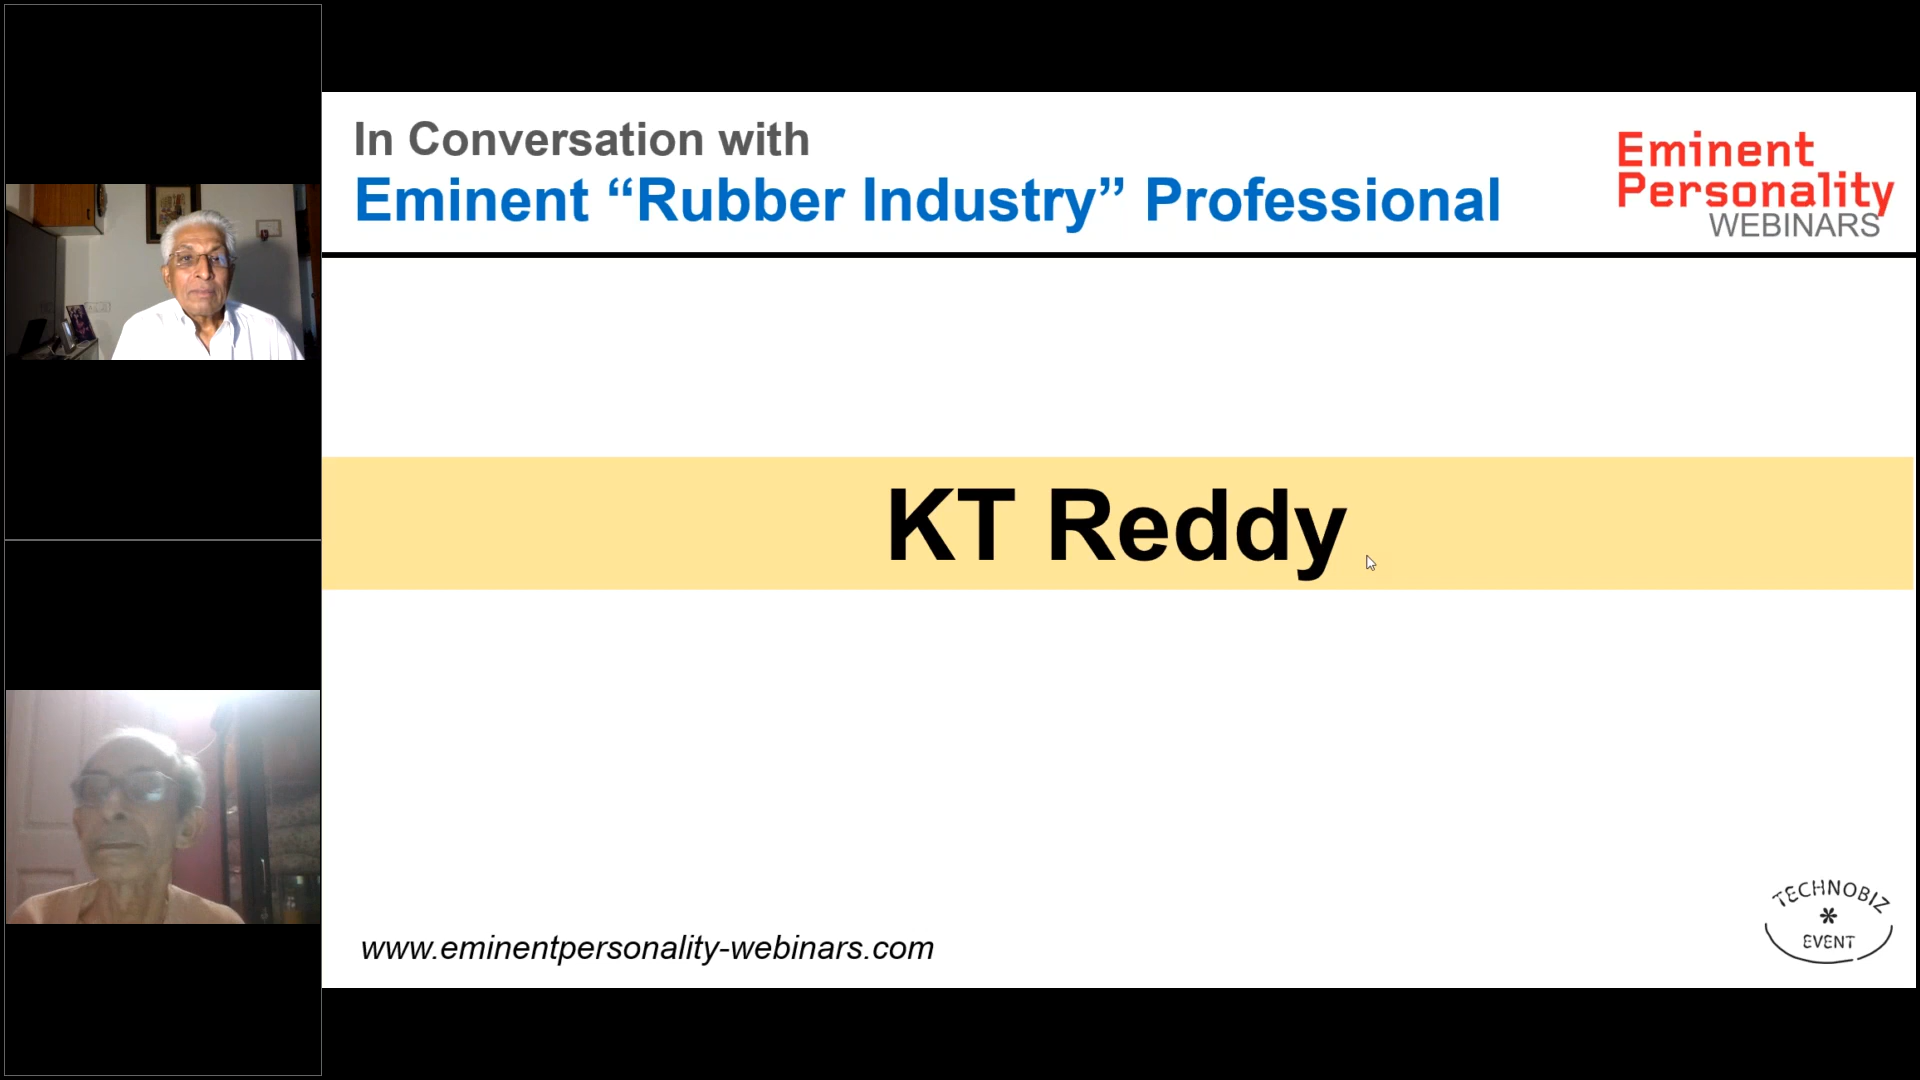 In Conversation with
Eminent “Rubber Industry” Professional
Eminent
Personality
WEBINARS
KT Reddy
www.eminentpersonality-webinars.com
TECHNOBIZ
EVENT